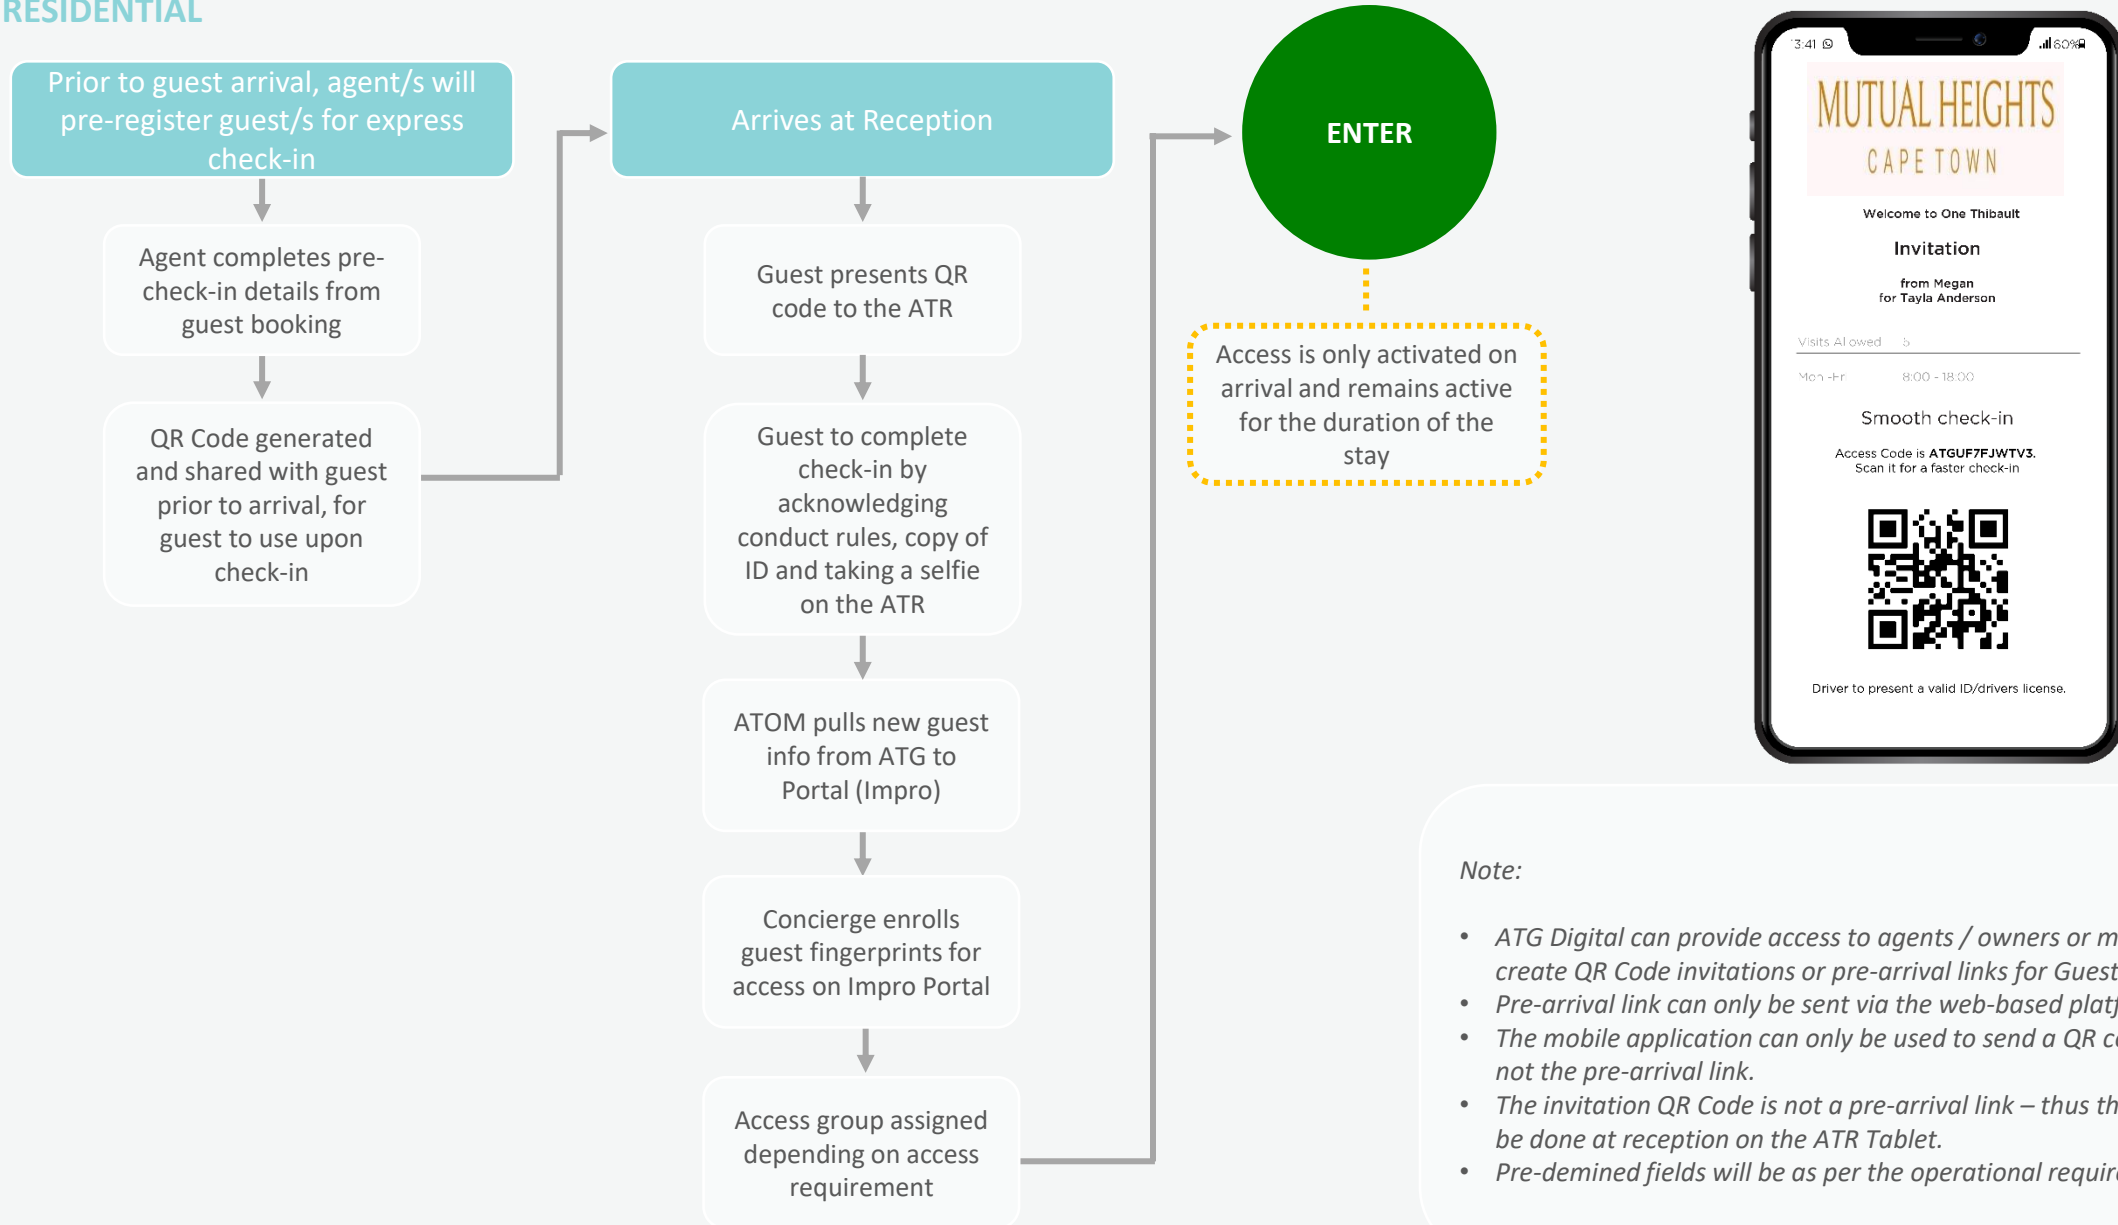 RESIDENTIAL
Prior to guest arrival, agent/s will
pre-register guest/s for express
check-in
Agent completes pre-
check-in details from
guest booking
QR Code generated
and shared with guest
prior to arrival, for
guest to use upon
check-in
Arrives at Reception
Guest presents QR
code to the ATR
Guest to complete
check-in by
acknowledging
conduct rules, copy of
ID and taking a selfie
on the ATR
ATOM pulls new guest
info from ATG to
Portal (Impro)
Concierge enrolls
guest fingerprints for
access on Impro Portal
Access group assigned
depending on access
requirement
ENTER
Access is only activated on
arrival and remains active
for the duration of the
stay
3:41 60%
MUTUAL HEIGHTS
CAPE TOWN
Welcome to One Thibault
Invitation
from Megan
for Tayla Anderson
Visits Allowed 5
Mon -Fr 8:00 - 18:00
Smooth check-in
Access Code is ATGUF7FJWTV3.
Scan it for a faster check-in
Driver to present a valid ID/drivers license.
Note:
• ATG Digital can provide access to agents / owners or
create QR Code invitations or pre-arrival links for Guest
• Pre-arrival link can only be sent via the web-based
• The mobile application can only be used to send a QR
not the pre-arrival link.
• The invitation QR Code is not a pre-arrival link – thus
be done at reception on the ATR Tablet.
• Pre-demined fields will be as per the operational